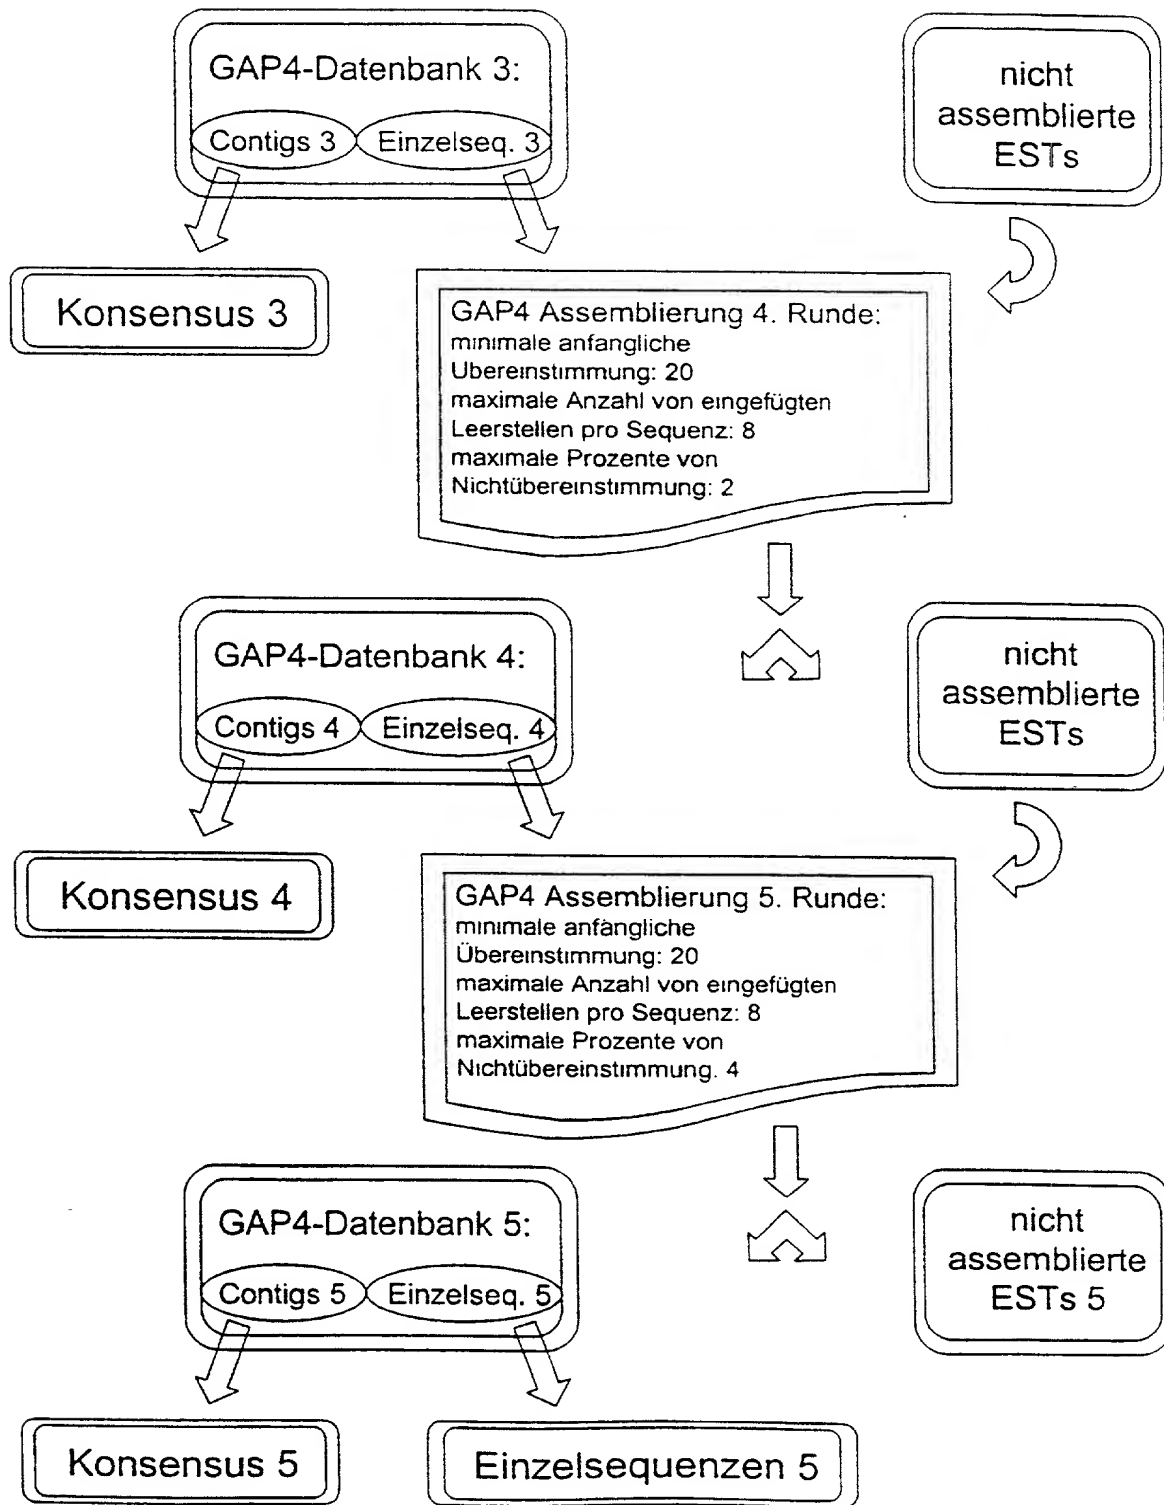 GAP4-Datenbank 3:
Contigs 3
Einzelseq. 3
nicht
assemblierte
ESTs
Konsensus 3
GAP4 Assemblierung 4. Runde:
minimale anfangliche
Ubereinstimmung: 20
maximale Anzahl von eingefügten
Leerstellen pro Sequenz: 8
maximale Prozente von
Nichtübereinstimmung: 2
GAP4-Datenbank 4:
Contigs 4
Einzelseq. 4
nicht
assemblierte
ESTs
Konsensus 4
GAP4 Assemblierung 5. Runde:
minimale anfängliche
Übereinstimmung: 20
maximale Anzahl von eingefügten
Leerstellen pro Sequenz: 8
maximale Prozente von
Nichtübereinstimmung. 4
GAP4-Datenbank 5:
Contigs 5
Einzelseq. 5
nicht
assemblierte
ESTs 5
Konsensus 5
Einzelsequenzen 5